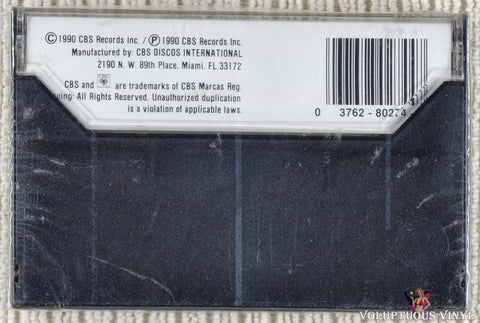 Ⓒ1990 CBS Records Inc. / Ⓟ 1990 CBS Records Inc.
Manufactured by: CBS DISCOS INTERNATIONAL
2190 N. W. 89th Place, Miami, FL 33172
CBS and are trademarks of CBS Marcas Reg.
All Rights Reserved. Unauthorized duplication
is a violation of applicable laws.
0 3762 - 80274
VOLUPTUOUS VINYL